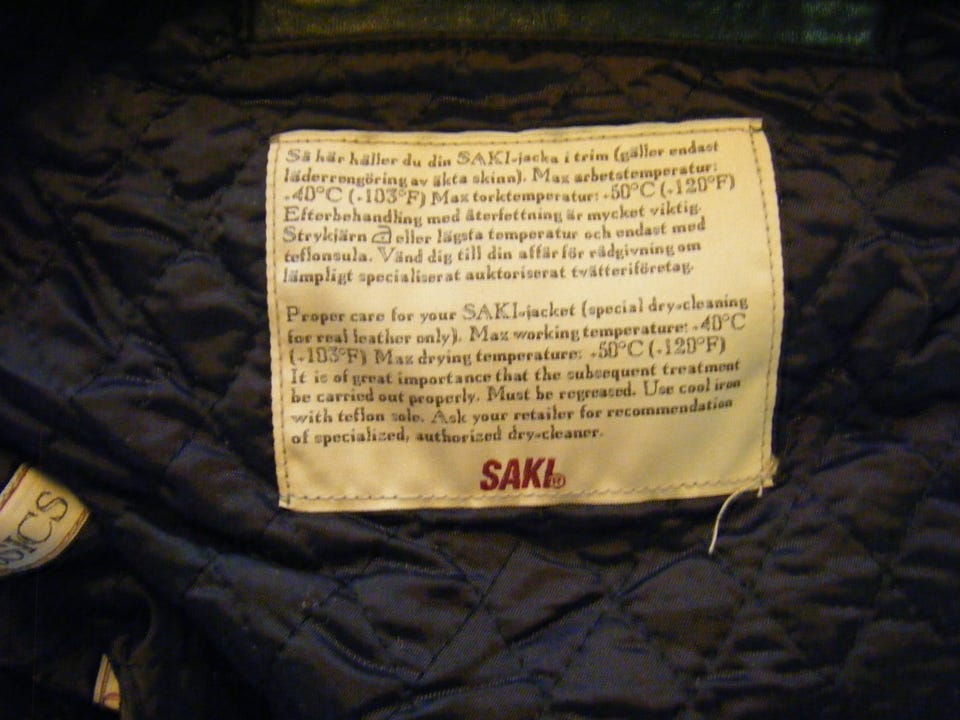 Så här håller du din SAKI-jacka i trim (gäller endast
läderrengöring av äkta skinn). Max arbetstemperatur:
+40°C (+103°F) Max torktemperatur: +50°C (+120°F)
Efterbehandling med återfettning är mycket viktig.
Strykjärn eller lägsta temperatur och endast med
teflonsula. Vänd dig till din affär för rådgivning om
lämpligt specialiserat auktoriserat tvätteriföretag.
Proper care for your SAKI-jacket (special dry-cleaning
for real leather only). Max working temperature: +40°C
(+103°F) Max drying temperature: +50°C (+120°F)
It is of great importance that the subsequent treatment
be carried out properly. Must be regreased. Use cool iron
with teflon sole. Ask your retailer for recommendation
of specialized, authorized dry-cleaner.
SAKI®